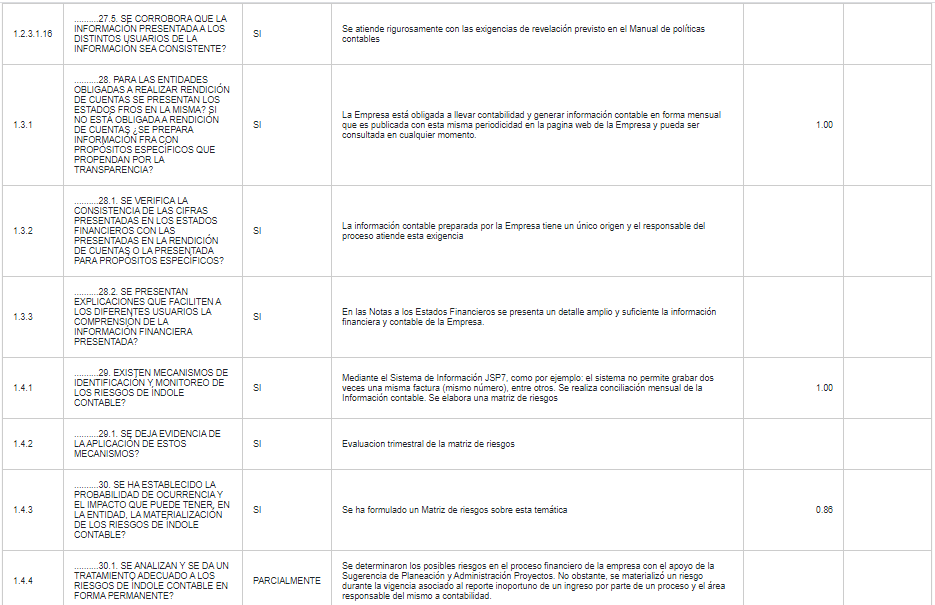 1.2.3.1.16
..........27.5. SE CORROBORA QUE LA
INFORMACIÓN PRESENTADA A LOS
DISTINTOS USUARIOS DE LA
INFORMACIÓN SEA CONSISTENTE?
SI
Se atiende rigurosamente con las exigencias de revelación previsto en el Manual de políticas
contables
1.3.1
..........28. PARA LAS ENTIDADES
OBLIGADAS A REALIZAR RENDICIÓN
DE CUENTAS SE PRESENTAN LOS
ESTADOS FROS EN LA MISMA? SI
NO ESTÁ OBLIGADA A RENDICIÓN
DE CUENTAS ¿SE PREPARA
INFORMACIÓN FRA CON
PROPÓSITOS ESPECÍFICOS QUE
PROPENDAN POR LA
TRANSPARENCIA?
SI
La Empresa está obligada a llevar contabilidad y generar información contable en forma mensual
que es publicada con esta misma periodicidad en la pagina web de la Empresa y pueda ser
consultada en cualquier momento.
1.00
1.3.2
..........28.1. SE VERIFICA LA
CONSISTENCIA DE LAS CIFRAS
PRESENTADAS EN LOS ESTADOS
FINANCIEROS CON LAS
PRESENTADAS EN LA RENDICIÓN
DE CUENTAS O LA PRESENTADA
PARA PROPÓSITOS ESPECÍFICOS?
SI
La información contable preparada por la Empresa tiene un único origen y el responsable del
proceso atiende esta exigencia
1.3.3
..........28.2. SE PRESENTAN
EXPLICACIONES QUE FACILITEN A
LOS DIFERENTES USUARIOS LA
COMPRENSIÓN DE LA
INFORMACIÓN FINANCIERA
PRESENTADA?
SI
En las Notas a los Estados Financieros se presenta un detalle amplio y suficiente la información
financiera y contable de la Empresa.
1.4.1
..........29. EXISTEN MECANISMOS DE
IDENTIFICACIÓN Y MONITOREO DE
LOS RIESGOS DE ÍNDOLE
CONTABLE?
SI
Mediante el Sistema de Información JSP7, como por ejemplo: el sistema no permite grabar dos
veces una misma factura (mismo número), entre otros. Se realiza conciliación mensual de la
Información contable. Se elabora una matriz de riesgos
1.00
1.4.2
..........29.1. SE DEJA EVIDENCIA DE
LA APLICACIÓN DE ESTOS
MECANISMOS?
SI
Evaluacion trimestral de la matriz de riesgos
1.4.3
..........30. SE HA ESTABLECIDO LA
PROBABILIDAD DE OCURRENCIA Y
EL IMPACTO QUE PUEDE TENER, EN
LA ENTIDAD, LA MATERIALIZACIÓN
DE LOS RIESGOS DE ÍNDOLE
CONTABLE?
SI
Se ha formulado un Matriz de riesgos sobre esta temática
0.86
1.4.4
..........30.1. SE ANALIZAN Y SE DA UN
TRATAMIENTO ADECUADO A LOS
RIESGOS DE ÍNDOLE CONTABLE EN
FORMA PERMANENTE?
PARCIALMENTE
Se determinaron los posibles riesgos en el proceso financiero de la empresa con el apoyo de la
Sugerencia de Planeación y Administración Proyectos. No obstante, se materializó un riesgo
durante la vigencia asociado al reporte inoportuno de un ingreso por parte de un proceso y el área
responsable del mismo a contabilidad.